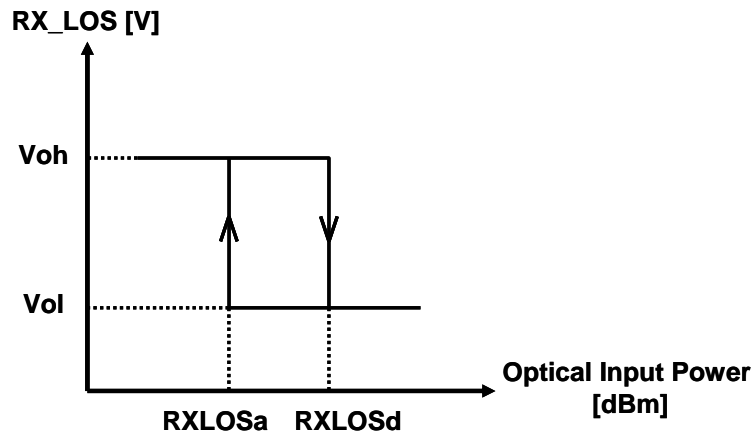 RX_LOS [V]
Voh
Vol
Optical Input Power
[dBm]
RXLOSa RXLOSd